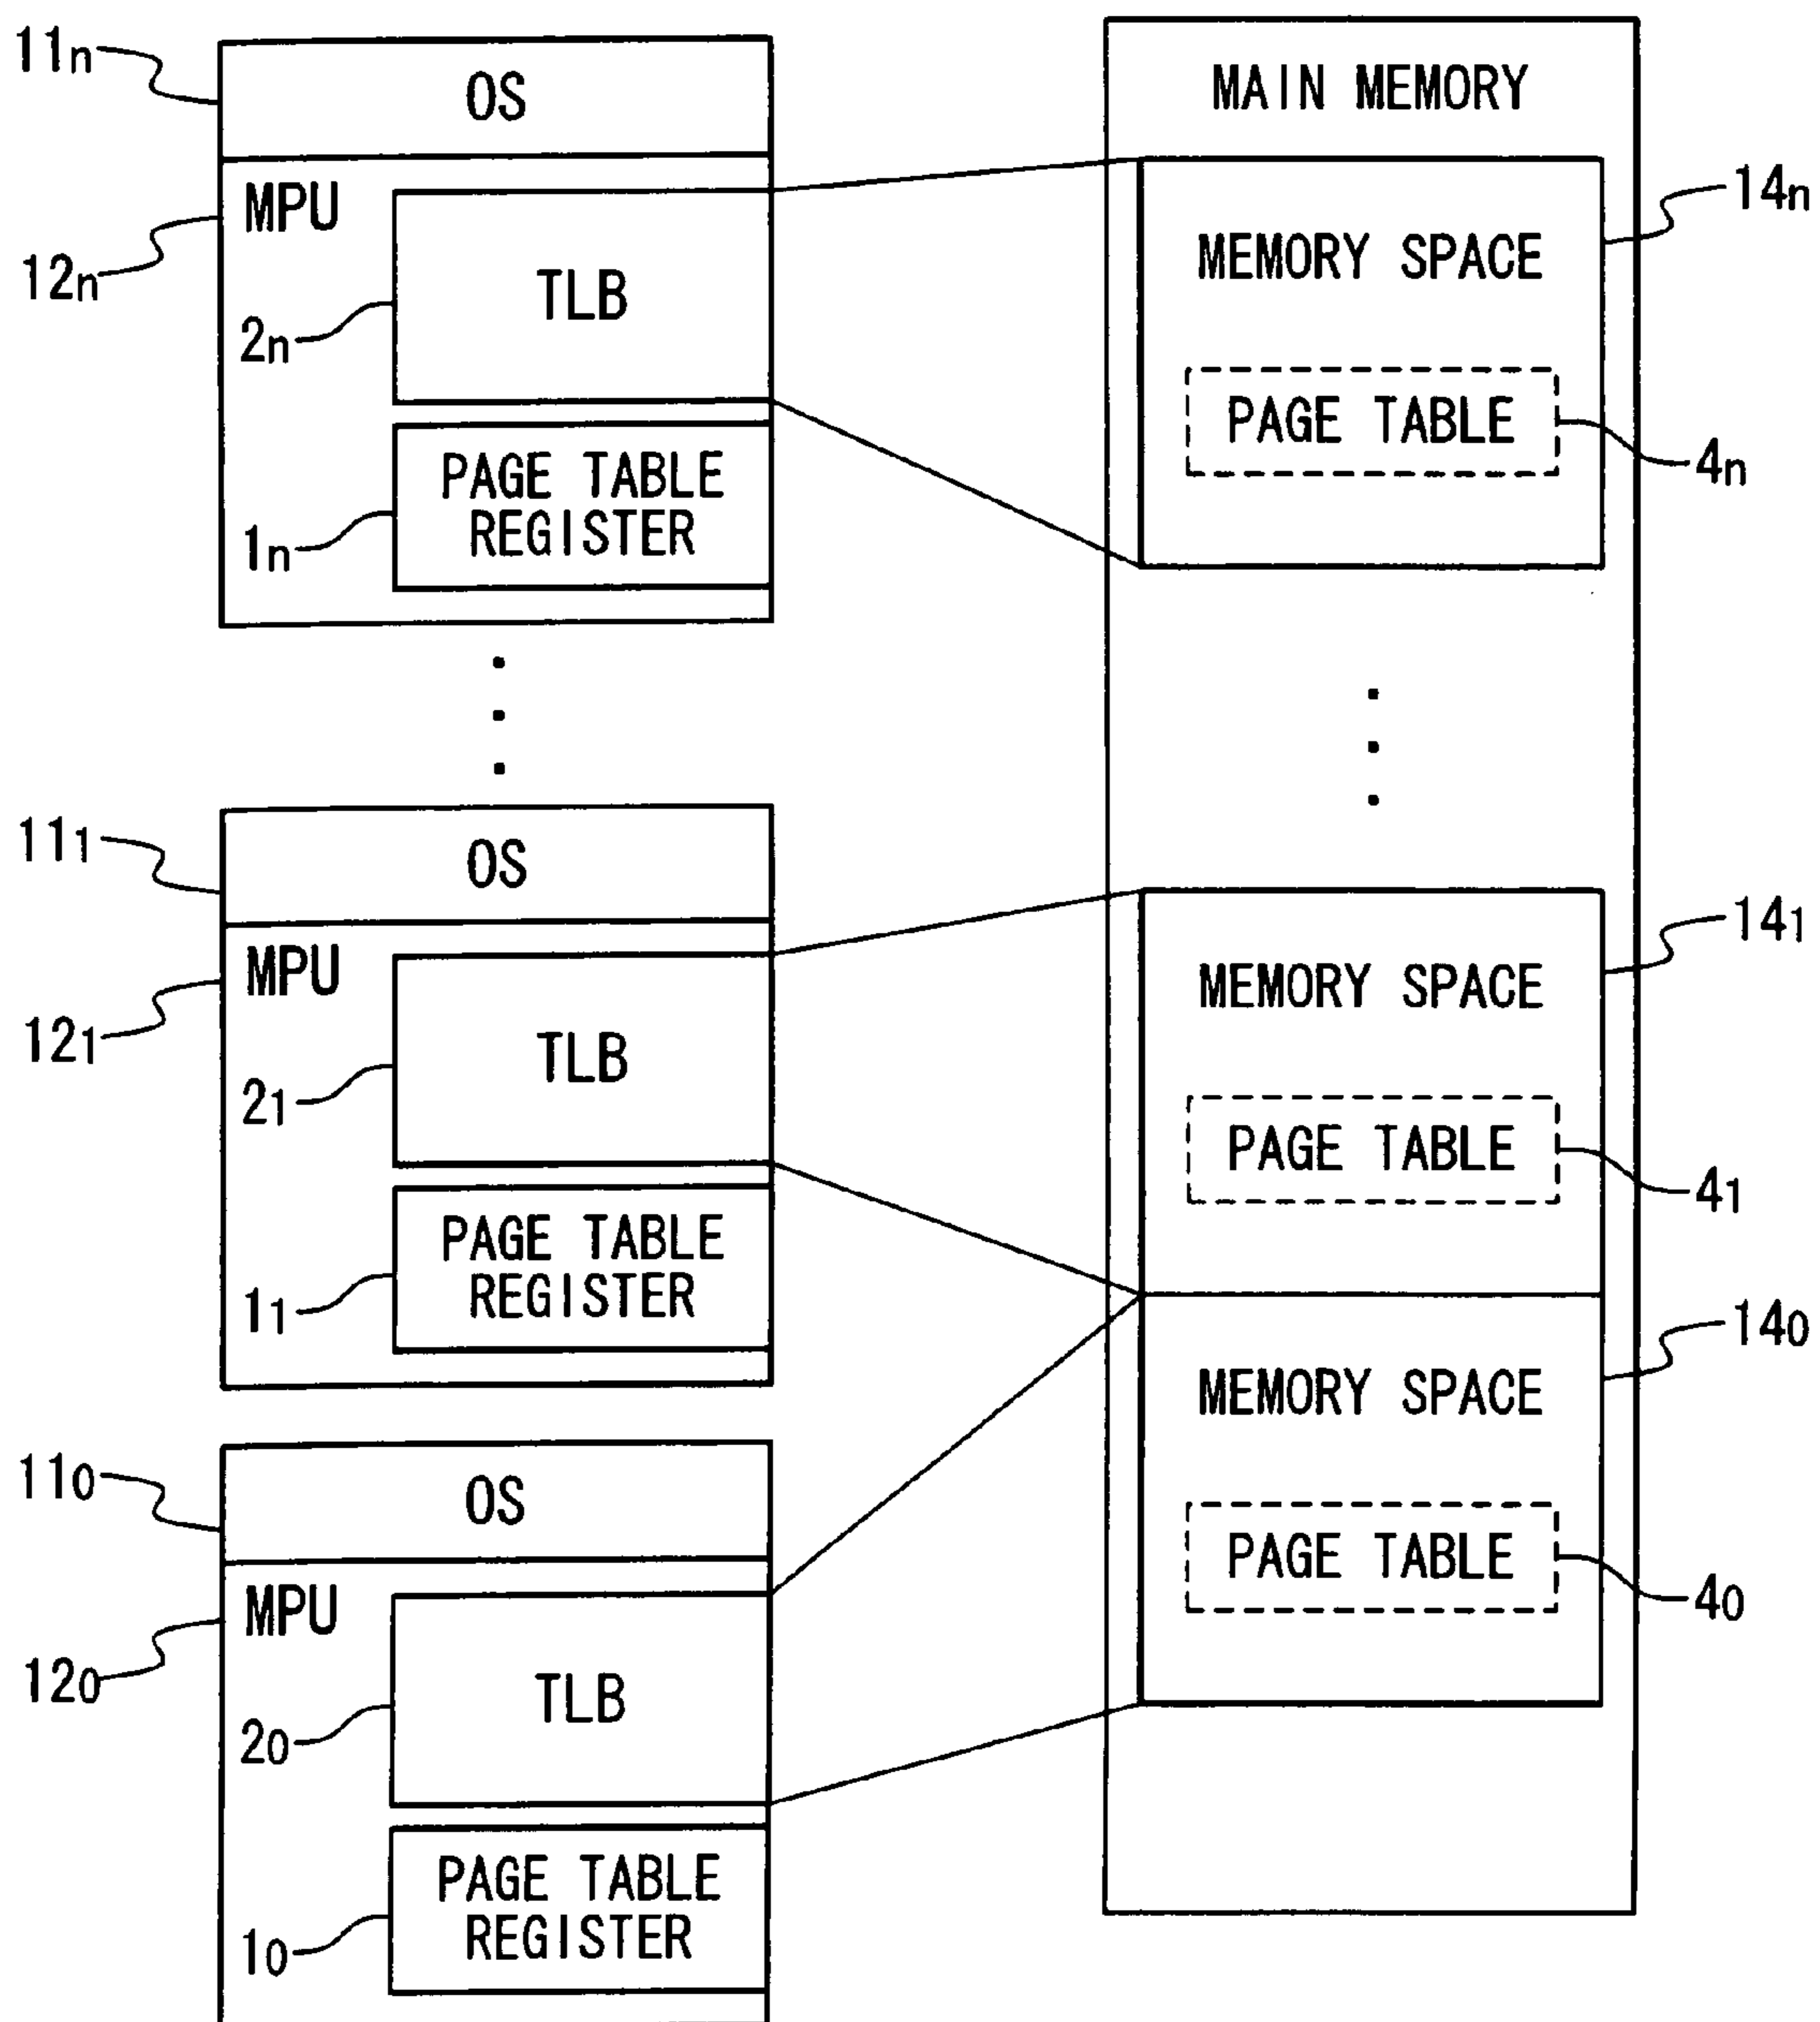 11n
OS
MPU
12n
TLB
2n
PAGE TABLE
REGISTER
1n
111
OS
MPU
121
TLB
21
PAGE TABLE
REGISTER
11
110
OS
MPU
120
TLB
20
PAGE TABLE
REGISTER
10
MAIN MEMORY
14n
MEMORY SPACE
PAGE TABLE
4n
141
MEMORY SPACE
PAGE TABLE
41
140
MEMORY SPACE
PAGE TABLE
40